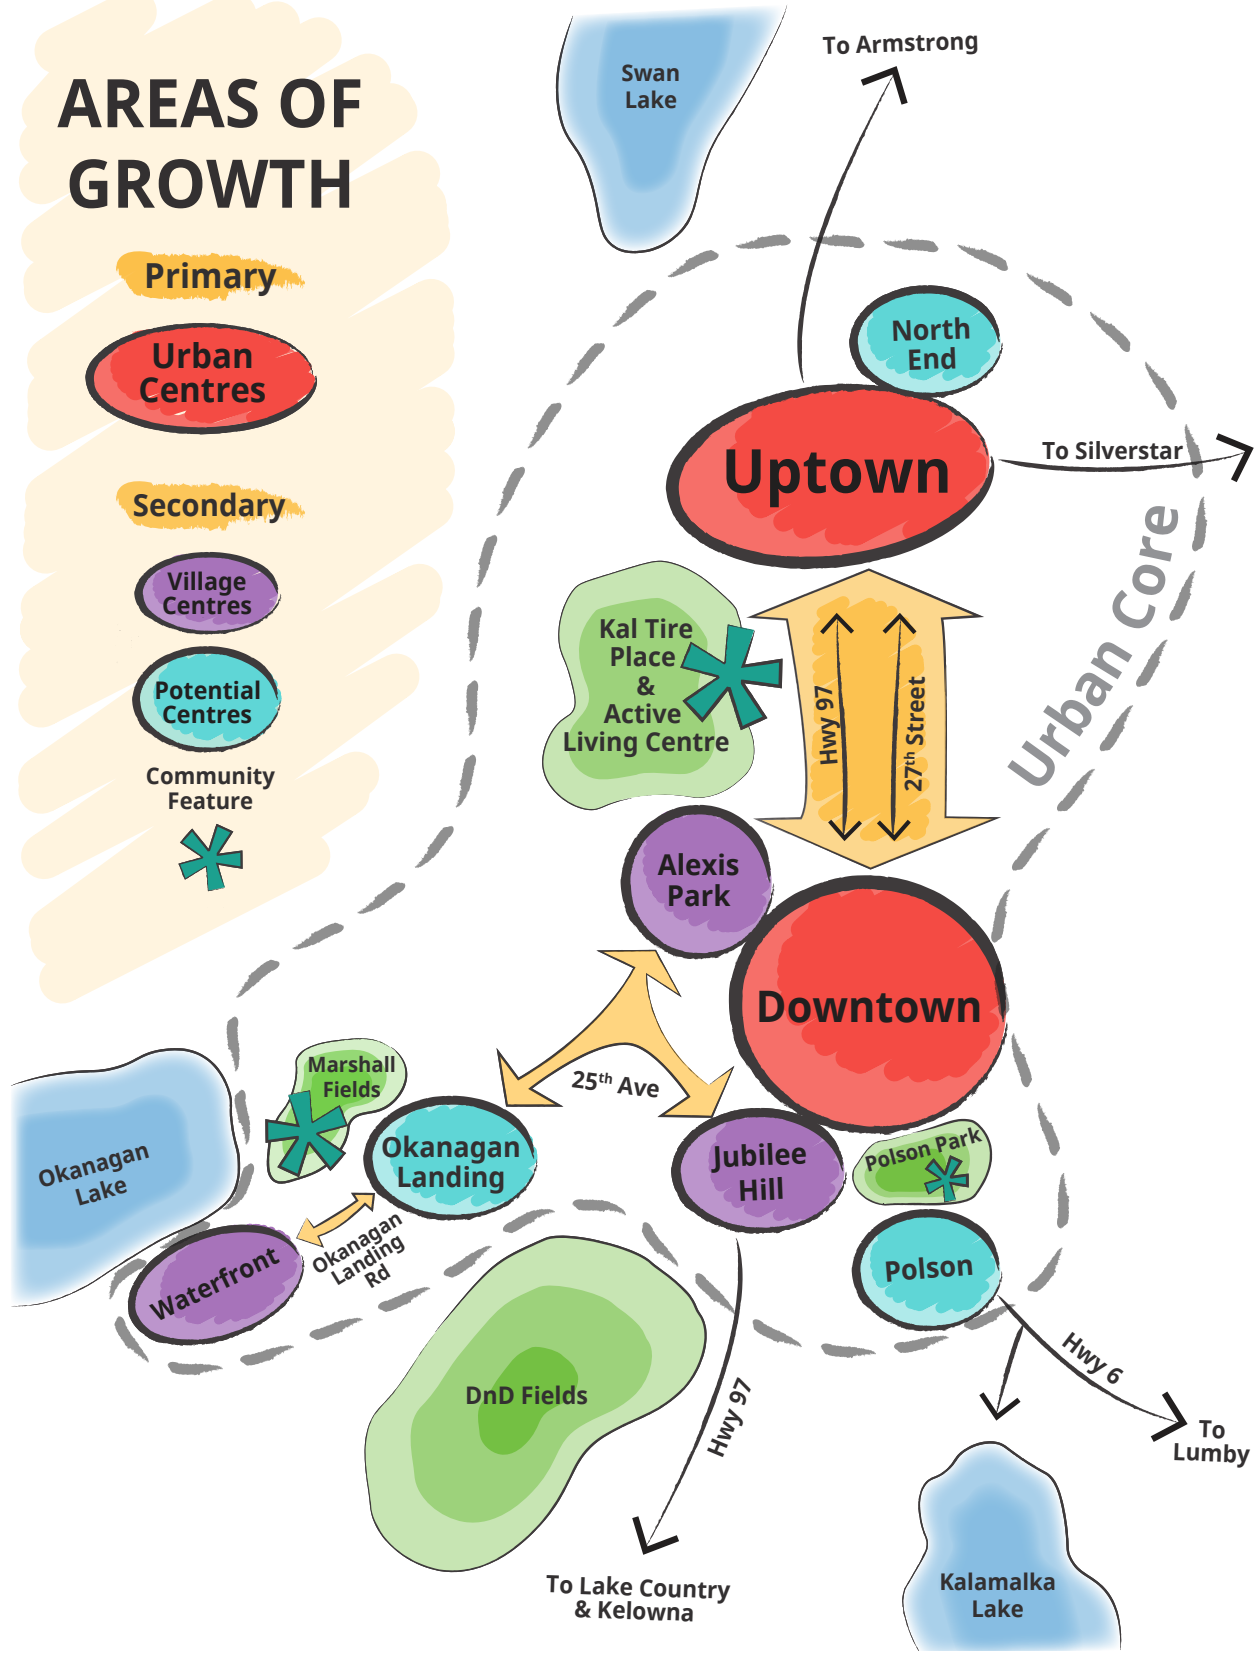 AREAS OF
GROWTH
Primary
Urban
Centres
Secondary
Village
Centres
Potential
Centres
Community
Feature
Swan
Lake
To Armstrong
North
End
Uptown
To Silverstar
Urban Core
Kal Tire
Place
&
Active
Living Centre
Hwy 97
27th Street
Alexis
Park
Downtown
25th Ave
Marshall
Fields
Okanagan
Landing
Okanagan
Lake
Jubilee
Hill
Polson Park
Waterfront
Okanagan
Landing
Rd
Polson
DnD Fields
Hwy 97
Hwy 6
To
Lumby
To Lake Country
& Kelowna
Kalamalka
Lake